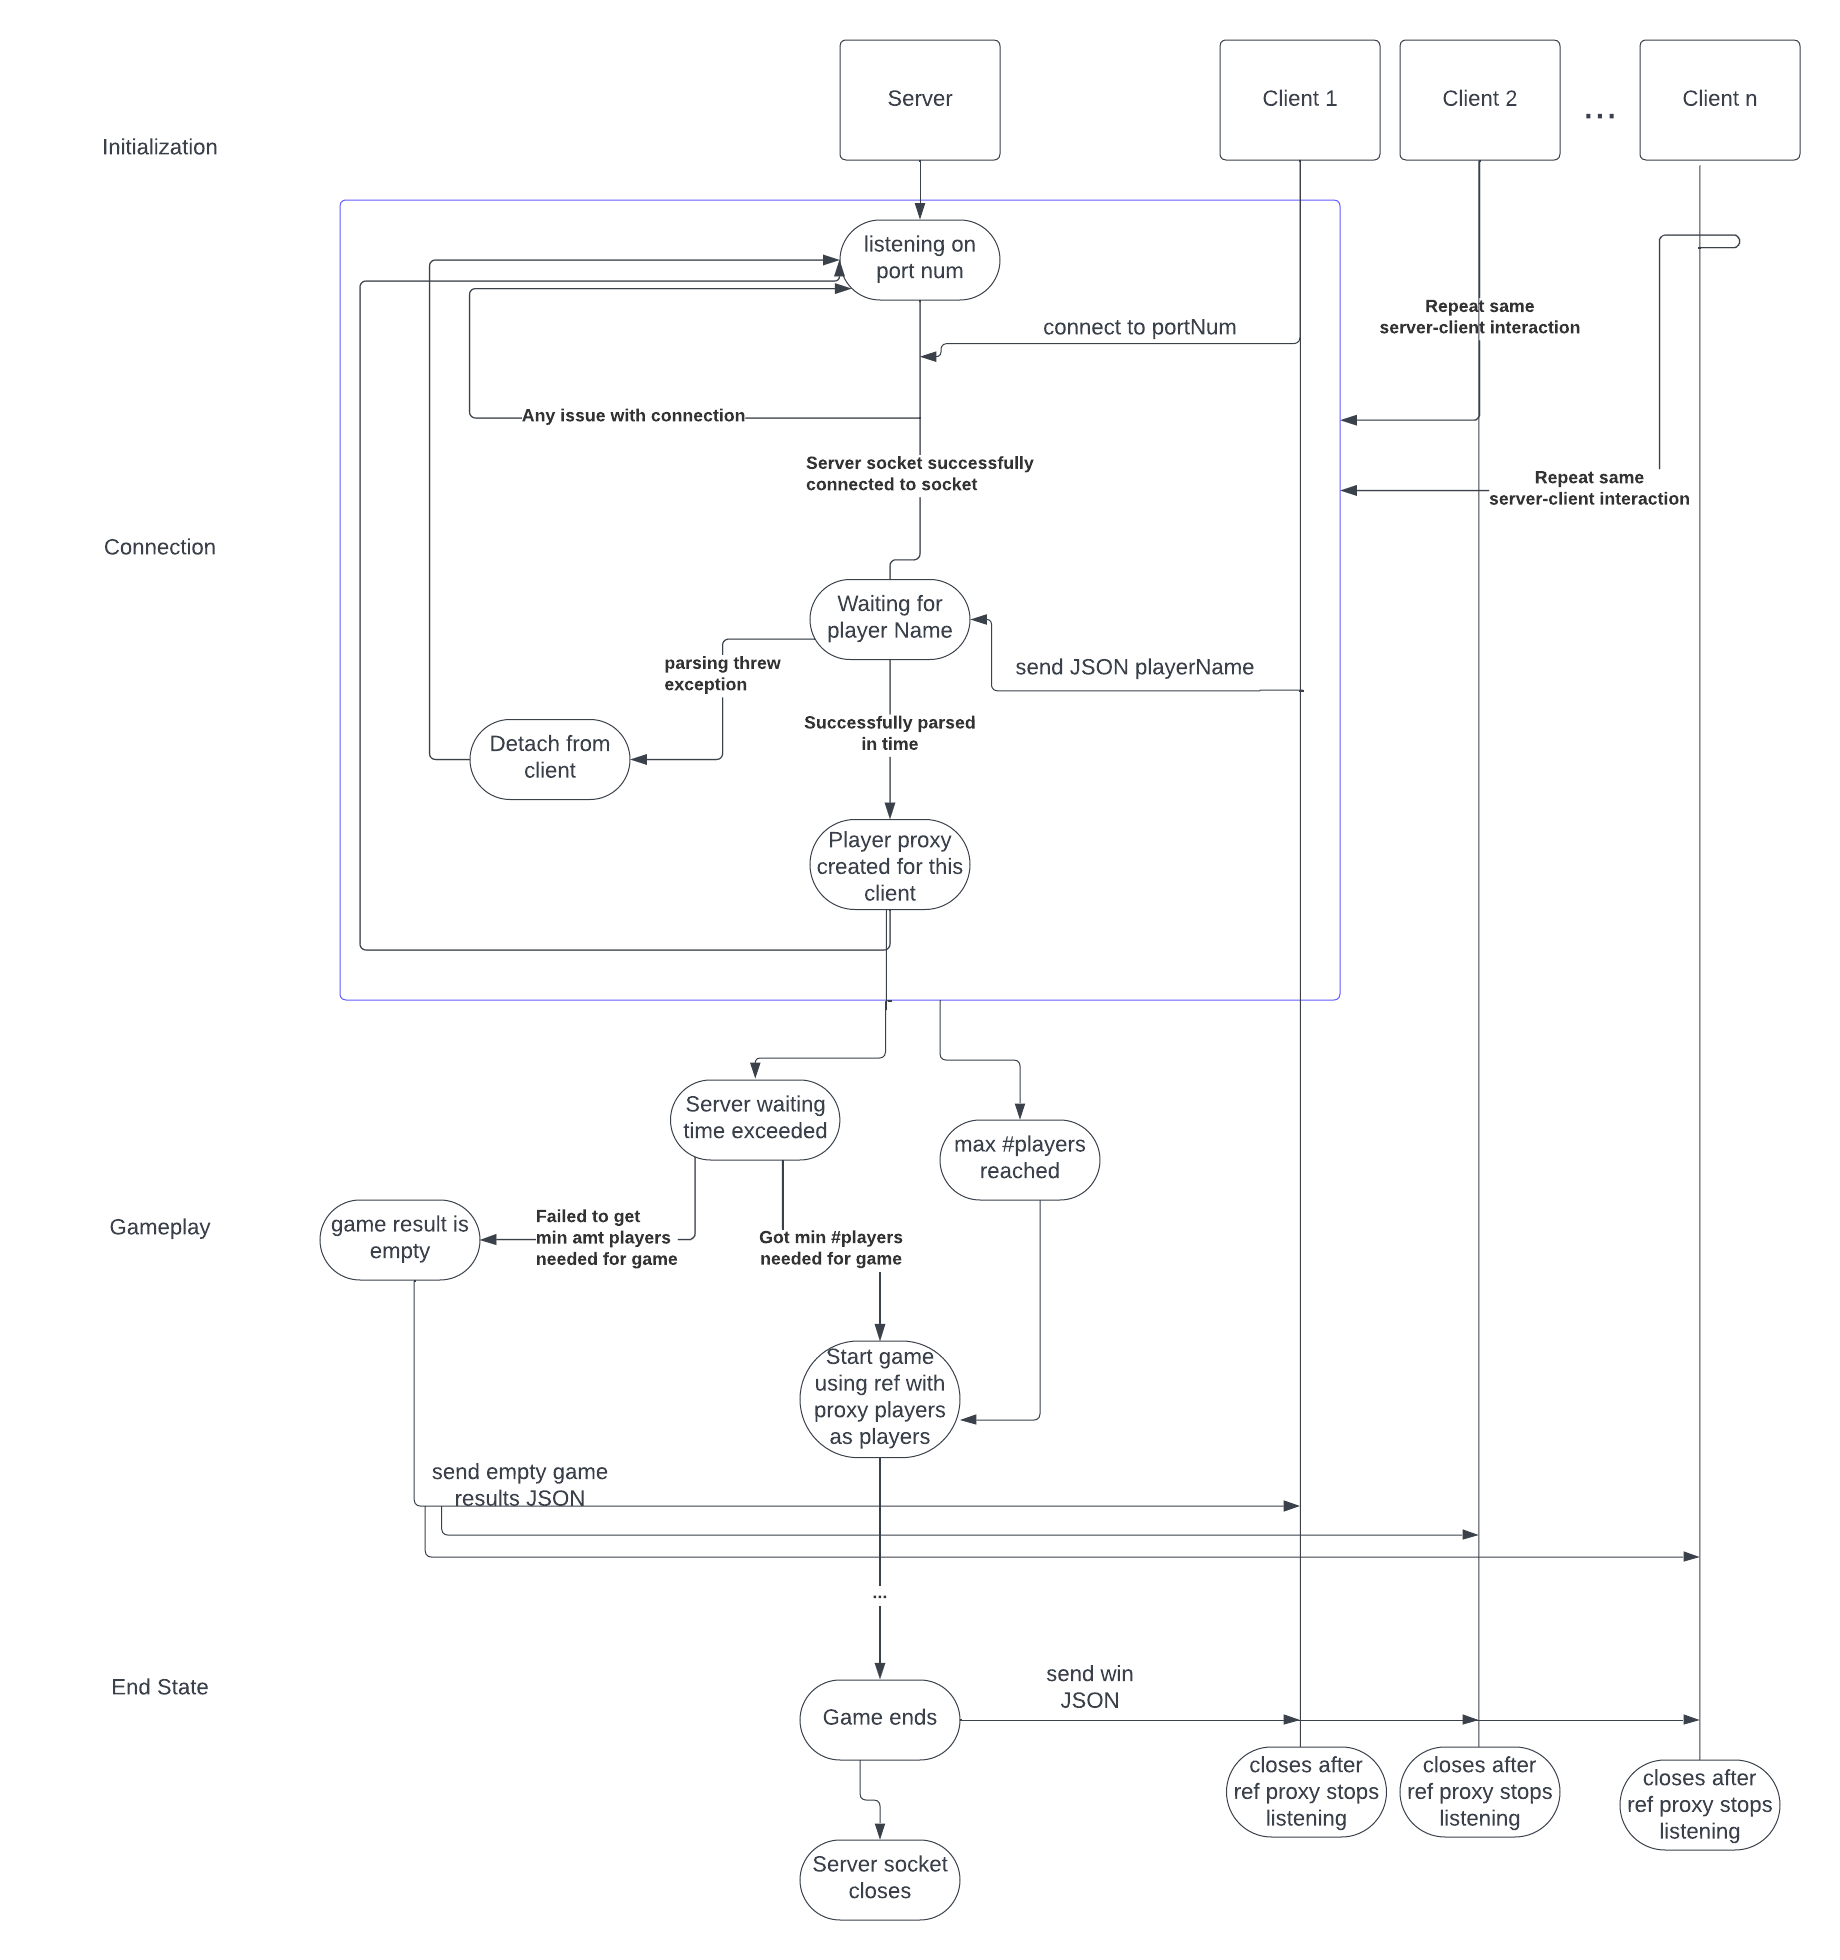 Server
Client 1
Client 2
...
Client n
Initialization
listening on
port num
connect to portNum
Repeat same
server-client interaction
Any issue with connection
Server socket successfully
connected to socket
Repeat same
server-client interaction
Connection
Waiting for
player Name
parsing threw
exception
send JSON playerName
Successfully parsed
in time
Detach from
client
Player proxy
created for this
client
Server waiting
time exceeded
max #players
reached
Gameplay
game result is
empty
Failed to get
min amt players
needed for game
Got min #players
needed for game
Start game
using ref with
proxy players
as players
send empty game
results JSON
...
End State
Game ends
send win
JSON
closes after
ref proxy stops
listening
closes after
ref proxy stops
listening
closes after
ref proxy stops
listening
Server socket
closes